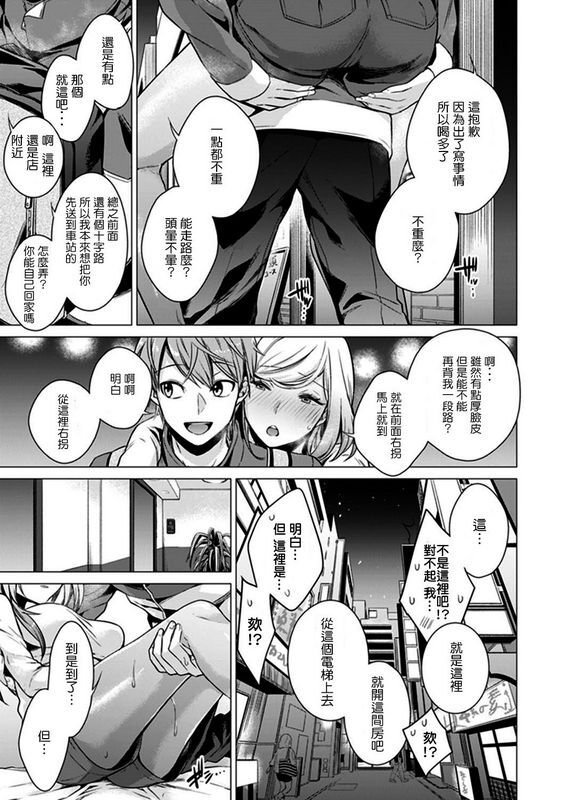 這抱歉
因為出了寫事情
所以喝多了
不重麼？
一點都不重
能走路麼？
頭暈不暈？
還是有點
那個
就這吧…
啊 這裡
還是店
附近
總之前面
還有個十字路
所以我本來想把你
先送到車站的
怎麼弄？
你能自己回家嗎
啊…
雖然有點厚臉皮
但是能不能
再背我一段路？
就在前面右拐
馬上就到
啊啊
明白
從這裡右拐
這…
不是這裡吧!?
對不起我…
就是這裡
欸!?
明白…
但 這裡是…
欸!?
就開這間房吧
從這個電梯上去
到是到了…
但…